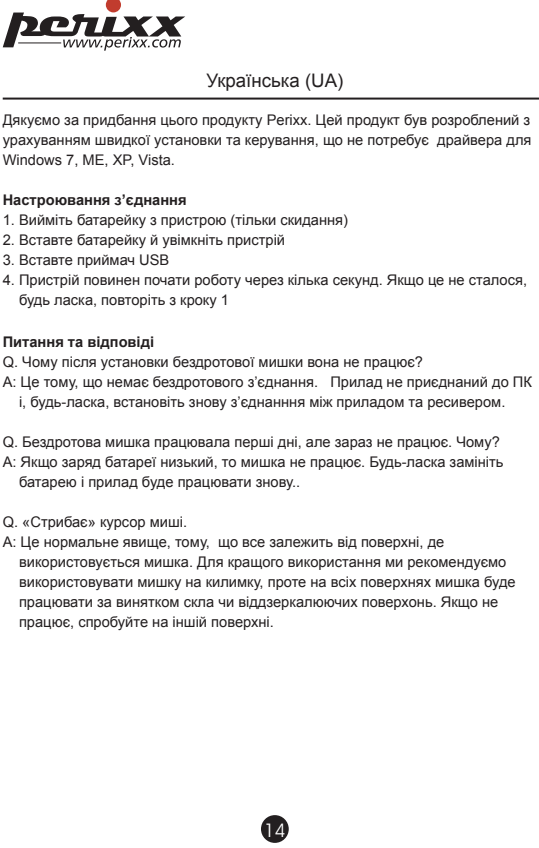 perixx
www.perixx.com
Українська (UA)
Дякуємо за придбання цього продукту Perixx. Цей продукт був розроблений з
урахуванням швидкої установки та керування, що не потребує  драйвера для
Windows 7, ME, XP, Vista.
Настроювання з’єднання
1. Вийміть батарейку з пристрою (тільки скидання)
2. Вставте батарейку й увімкніть пристрій
3. Вставте приймач USB
4. Пристрій повинен почати роботу через кілька секунд. Якщо це не сталося,
будь ласка, повторіть з кроку 1
Питання та відповіді
Q. Чому після установки бездротової мишки вона не працює?
A: Це тому, що немає бездротового з’єднання.   Прилад не приєднаний до ПК
і, будь-ласка, встановіть знову з’єданння між приладом та ресивером.
Q. Бездротова мишка працювала перші дні, але зараз не працює. Чому?
A: Якщо заряд батареї низький, то мишка не працює. Будь-ласка замініть
батарею і прилад буде працювати знову..
Q. «Стрибає» курсор миші.
A: Це нормальне явище, тому,  що все залежить від поверхні, де
використовується мишка. Для кращого використання ми рекомендуємо
використовувати мишку на килимку, проте на всіх поверхнях мишка буде
працювати за винятком скла чи віддзеркалюючих поверхонь. Якщо не
працює, спробуйте на іншій поверхні.
14